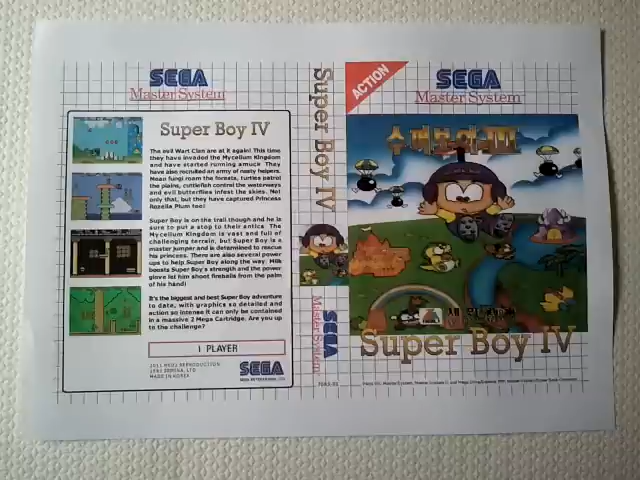 SEGA
Master System
Super Boy IV
The evil Wart Clan are at it again! This time
they have invaded the Mycelium Kingdom
and have started running amuck. They
have also recruited an army of nasty helpers.
Mean fungi roam the forests, turtles patrol
the plains, cuttlefish control the waterways
and evil butterflies infest the skies. Not
only that, but they have captured Princess
Rozella Plum too!
Super Boy is on the trail though and he is
sure to put a stop to their antics. The
Mycelium Kingdom is vast and full of
challenging terrain, but Super Boy is a
master jumper and is determined to rescue
his princess. There are also several power
ups to help Super Boy along the way. Milk
boosts Super Boy's strength and the power
glove let him shoot fireballs from the palm
of his hand!
It's the biggest and best Super Boy adventure
to date, with graphics so detailed and
action so intense it can only be contained
in a massive 2 Mega Cartridge. Are you up
to the challenge?
1 PLAYER
MADE IN KOREA
SEGA
Super Boy IV
Master System
SEGA
ACTION
SEGA
Master System
수퍼보이
Super Boy IV